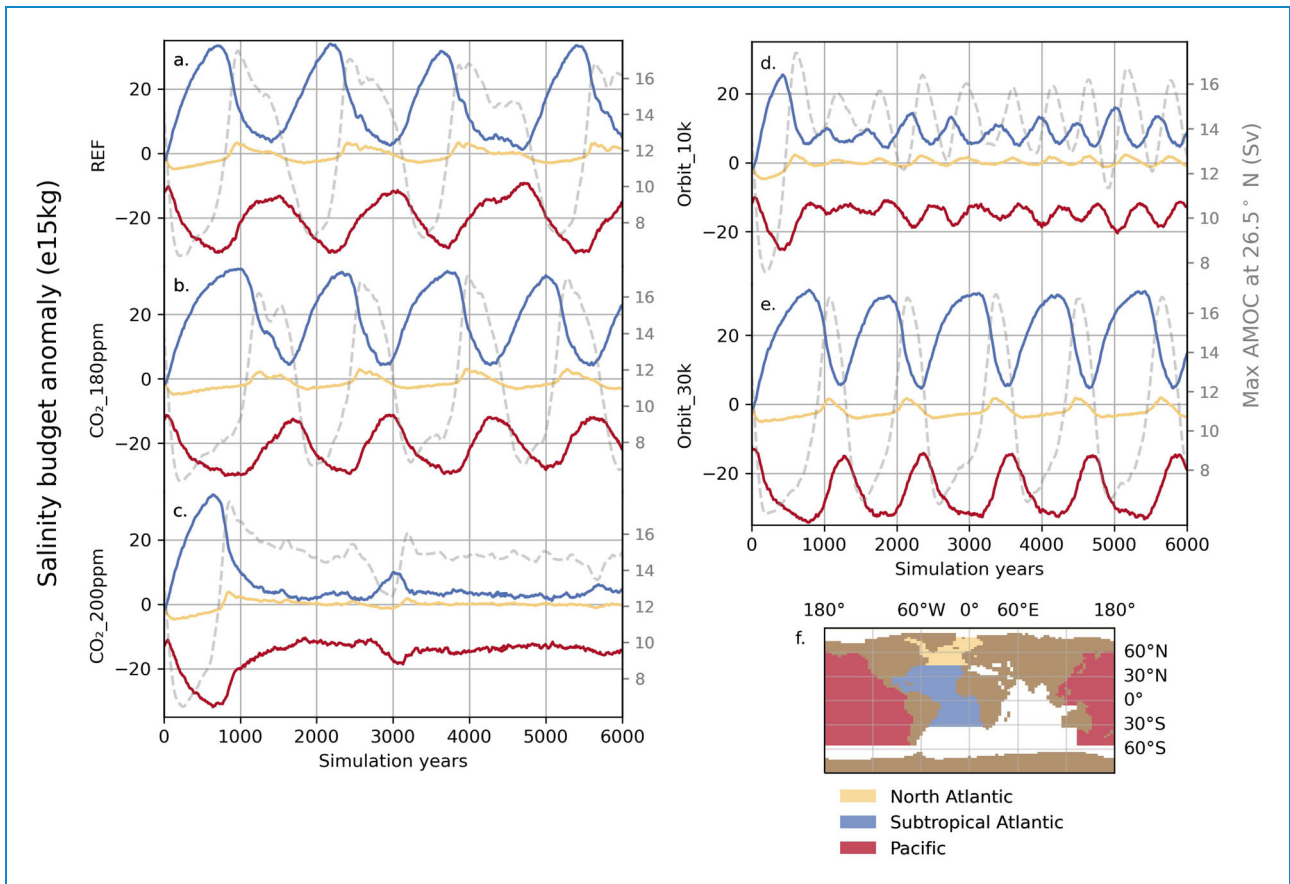 Salinity budget anomaly (e15kg)
a.
REF
20
0
−20
16
14
12
10
8
b.
CO₂_180ppm
20
0
−20
16
14
12
10
8
c.
CO₂_200ppm
20
0
−20
16
14
12
10
8
0 1000 2000 3000 4000 5000 6000
Simulation years
d.
Orbit_10k
20
0
−20
16
14
12
10
8
Max AMOC at 26.5° N (Sv)
e.
Orbit_30k
20
0
−20
16
14
12
10
8
0 1000 2000 3000 4000 5000 6000
Simulation years
180° 60°W 0° 60°E 180°
f.
60°N
30°N
0°
30°S
60°S
North Atlantic
Subtropical Atlantic
Pacific